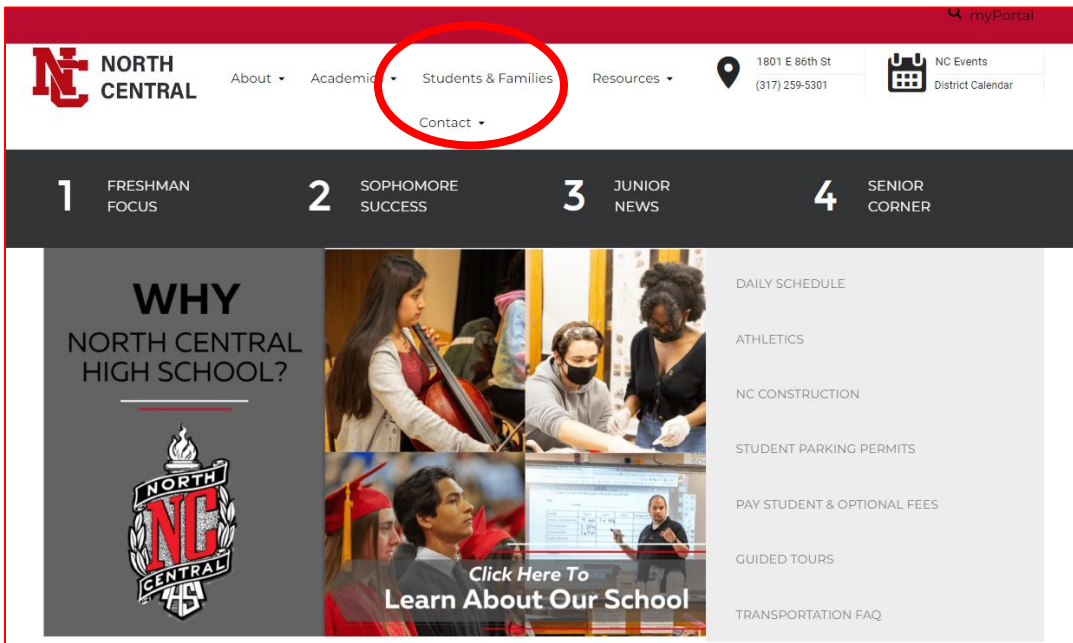 myPortal
NORTH
CENTRAL
About
Academics
Students & Families
Resources
Contact
1801 E 86th St
(317) 259-5301
NC Events
District Calendar
1
FRESHMAN
FOCUS
2
SOPHOMORE
SUCCESS
3
JUNIOR
NEWS
4
SENIOR
CORNER
WHY
NORTH CENTRAL
HIGH SCHOOL?
NORTH
NC
CENTRAL
HS
Click Here To
Learn About Our School
DAILY SCHEDULE
ATHLETICS
NC CONSTRUCTION
STUDENT PARKING PERMITS
PAY STUDENT & OPTIONAL FEES
GUIDED TOURS
TRANSPORTATION FAQ